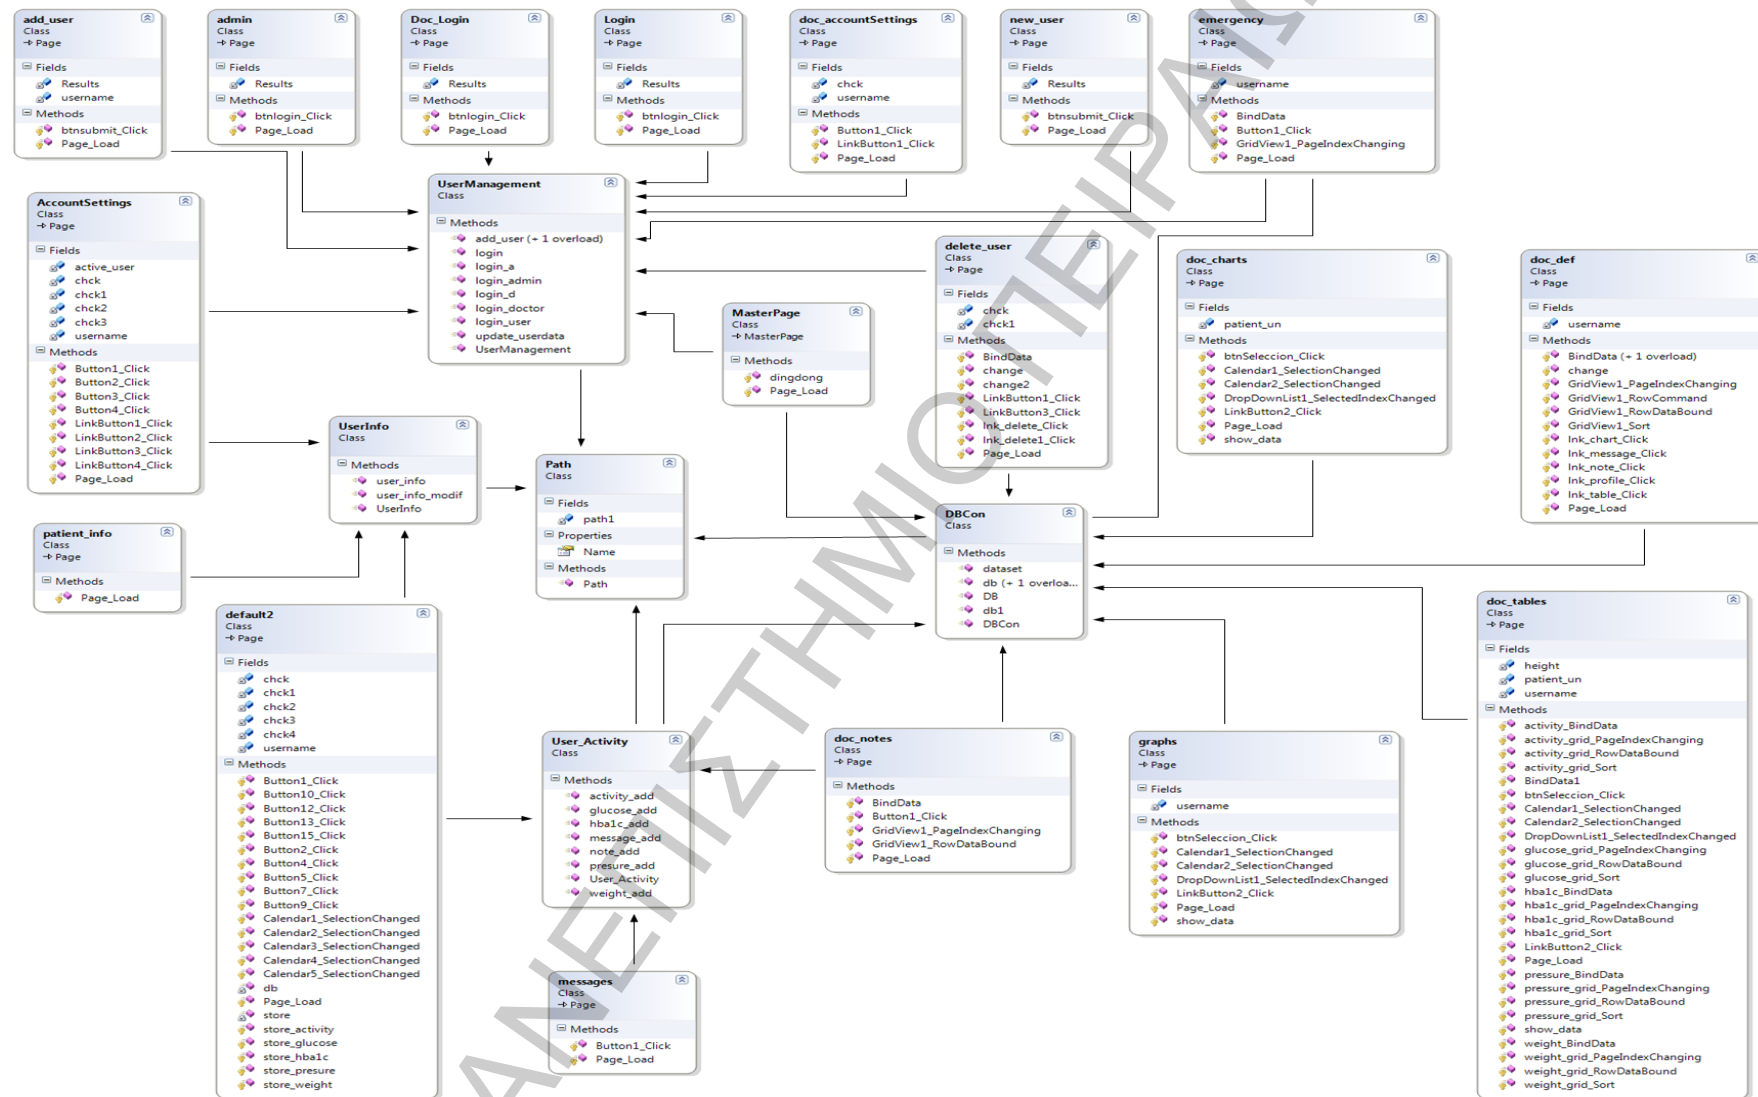 add_user
Class
Page
Fields
Results
username
Methods
btnsubmit_Click
Page_Load
admin
Class
Page
Fields
Results
Methods
btnlogin_Click
Page_Load
Doc_Login
Class
Page
Fields
Results
Methods
btnlogin_Click
Page_Load
Login
Class
Page
Fields
Results
Methods
btnlogin_Click
Page_Load
doc_accountSettings
Class
Page
Fields
chck
username
Methods
Button1_Click
LinkButton1_Click
Page_Load
new_user
Class
Page
Fields
Results
Methods
btnsubmit_Click
Page_Load
emergency
Class
Page
Fields
username
Methods
BindData
Button1_Click
GridView1_PageIndexChanging
Page_Load
AccountSettings
Class
Page
Fields
active_user
chck
chck1
chck2
chck3
username
Methods
Button1_Click
Button2_Click
Button3_Click
Button4_Click
LinkButton1_Click
LinkButton2_Click
LinkButton3_Click
LinkButton4_Click
Page_Load
UserManagement
Class
Methods
add_user (+ 1 overload)
login
login_a
login_admin
login_d
login_doctor
login_user
update_userdata
UserManagement
MasterPage
Class
MasterPage
Methods
dingdong
Page_Load
delete_user
Class
Page
Fields
chck
chck1
Methods
BindData
change
change2
LinkButton1_Click
LinkButton3_Click
lnk_delete_Click
lnk_delete1_Click
Page_Load
doc_charts
Class
Page
Fields
patient_un
Methods
btnSeleccion_Click
Calendar1_SelectionChanged
Calendar2_SelectionChanged
DropDownList1_SelectedIndexChanged
LinkButton2_Click
Page_Load
show_data
doc_def
Class
Page
Fields
username
Methods
BindData (+ 1 overload)
change
GridView1_PageIndexChanging
GridView1_RowCommand
GridView1_RowDataBound
GridView1_Sort
lnk_chart_Click
lnk_message_Click
lnk_note_Click
lnk_profile_Click
lnk_table_Click
Page_Load
UserInfo
Class
Methods
user_info
user_info_modif
UserInfo
Path
Class
Fields
path1
Properties
Name
Methods
Path
DBCon
Class
Methods
dataset
db (+ 1 overloa...
DB
db1
DBCon
patient_info
Class
Page
Methods
Page_Load
default2
Class
Page
Fields
chck
chck1
chck2
chck3
chck4
username
Methods
Button1_Click
Button10_Click
Button12_Click
Button13_Click
Button15_Click
Button2_Click
Button4_Click
Button5_Click
Button7_Click
Button9_Click
Calendar1_SelectionChanged
Calendar2_SelectionChanged
Calendar3_SelectionChanged
Calendar4_SelectionChanged
Calendar5_SelectionChanged
db
Page_Load
store
store_activity
store_glucose
store_hba1c
store_presure
store_weight
User_Activity
Class
Methods
activity_add
glucose_add
hba1c_add
message_add
note_add
presure_add
User_Activity
weight_add
messages
Class
Page
Methods
Button1_Click
Page_Load
doc_notes
Class
Page
Methods
BindData
Button1_Click
GridView1_PageIndexChanging
GridView1_RowDataBound
Page_Load
graphs
Class
Page
Fields
username
Methods
btnSeleccion_Click
Calendar1_SelectionChanged
Calendar2_SelectionChanged
DropDownList1_SelectedIndexChanged
LinkButton2_Click
Page_Load
show_data
doc_tables
Class
Page
Fields
height
patient_un
username
Methods
activity_BindData
activity_grid_PageIndexChanging
activity_grid_RowDataBound
activity_grid_Sort
BindData1
btnSeleccion_Click
Calendar1_SelectionChanged
Calendar2_SelectionChanged
DropDownList1_SelectedIndexChanged
glucose_grid_PageIndexChanging
glucose_grid_RowDataBound
glucose_grid_Sort
hba1c_BindData
hba1c_grid_PageIndexChanging
hba1c_grid_RowDataBound
hba1c_grid_Sort
LinkButton2_Click
Page_Load
pressure_BindData
pressure_grid_PageIndexChanging
pressure_grid_RowDataBound
pressure_grid_Sort
show_data
weight_BindData
weight_grid_PageIndexChanging
weight_grid_RowDataBound
weight_grid_Sort
ΑΝΕΠΙΣΤΗΜΙΟ ΠΕΙΡΑΙΩ